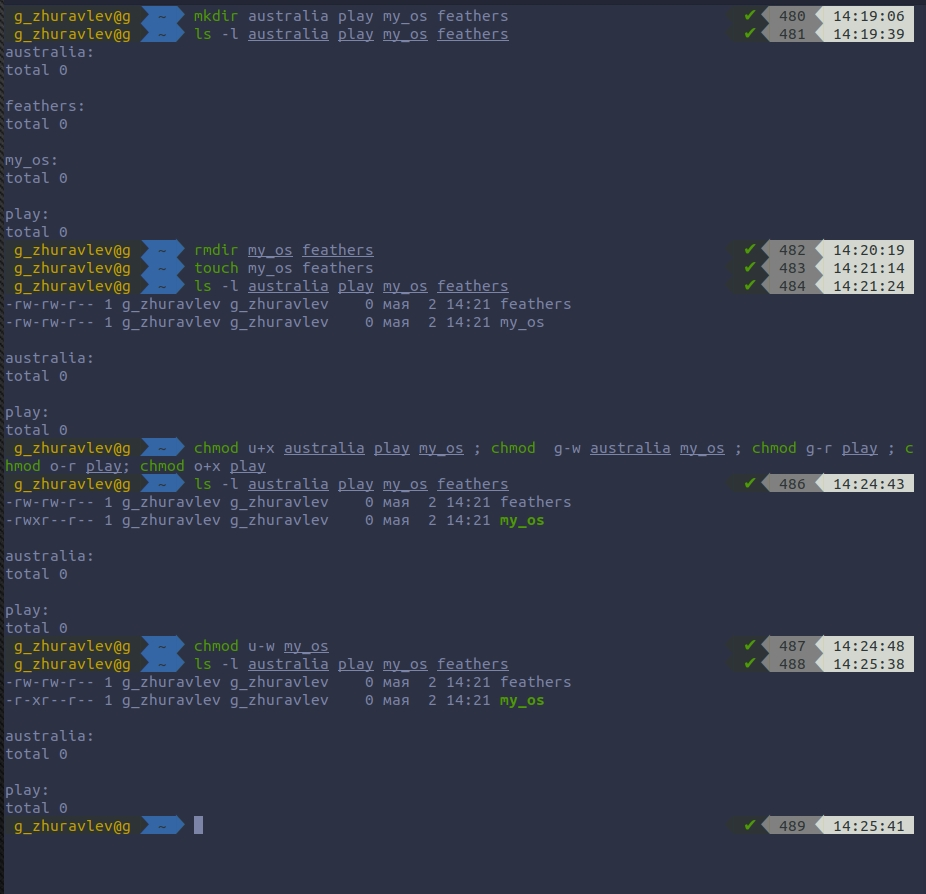 g_zhuravlev@g ~ mkdir australia play my_os feathers ✔ 480 14:19:06
g_zhuravlev@g ~ ls -l australia play my_os feathers ✔ 481 14:19:39
australia:
total 0
feathers:
total 0
my_os:
total 0
play:
total 0
g_zhuravlev@g ~ rmdir my_os feathers ✔ 482 14:20:19
g_zhuravlev@g ~ touch my_os feathers ✔ 483 14:21:14
g_zhuravlev@g ~ ls -l australia play my_os feathers ✔ 484 14:21:24
-rw-rw-r-- 1 g_zhuravlev g_zhuravlev    0 мая  2 14:21 feathers
-rw-rw-r-- 1 g_zhuravlev g_zhuravlev    0 мая  2 14:21 my_os
australia:
total 0
play:
total 0
g_zhuravlev@g ~ chmod u+x australia play my_os ; chmod  g-w australia my_os ; chmod g-r play ; c
hmod o-r play; chmod o+x play
g_zhuravlev@g ~ ls -l australia play my_os feathers ✔ 486 14:24:43
-rw-rw-r-- 1 g_zhuravlev g_zhuravlev    0 мая  2 14:21 feathers
-rwxr--r-- 1 g_zhuravlev g_zhuravlev    0 мая  2 14:21 my_os
australia:
total 0
play:
total 0
g_zhuravlev@g ~ chmod u-w my_os ✔ 487 14:24:48
g_zhuravlev@g ~ ls -l australia play my_os feathers ✔ 488 14:25:38
-rw-rw-r-- 1 g_zhuravlev g_zhuravlev    0 мая  2 14:21 feathers
-r-xr--r-- 1 g_zhuravlev g_zhuravlev    0 мая  2 14:21 my_os
australia:
total 0
play:
total 0
g_zhuravlev@g ~ ✔ 489 14:25:41